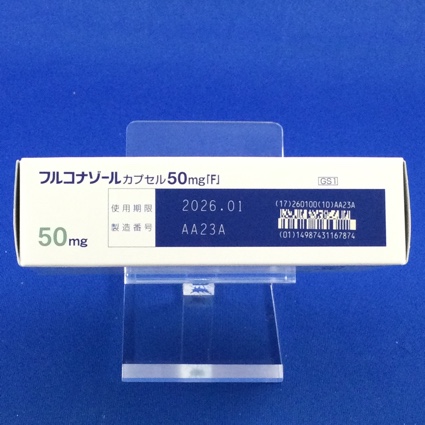 フルコナゾールカプセル50mg「F」
GS1
使用期限 2026.01
製造番号 AA23A
(17)260100(10)AA23A
(01)14987431167874
50mg